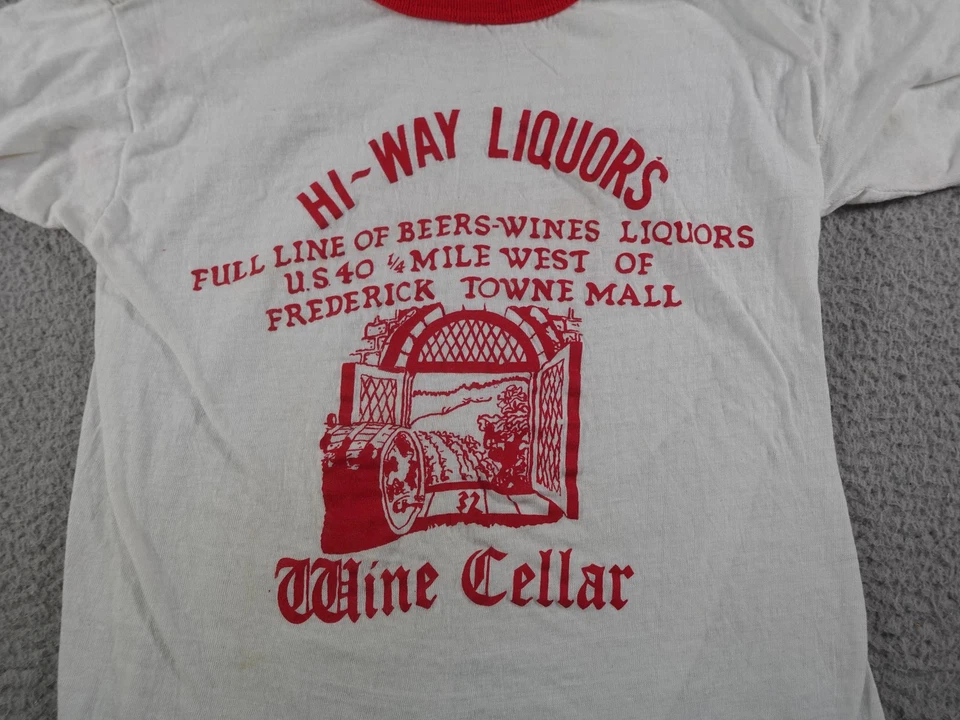 HI~WAY LIQUORS
FULL LINE OF BEERS-WINES LIQUORS
U.S. 40 1/4 MILE WEST OF
FREDERICK TOWNE MALL
32
Wine Cellar